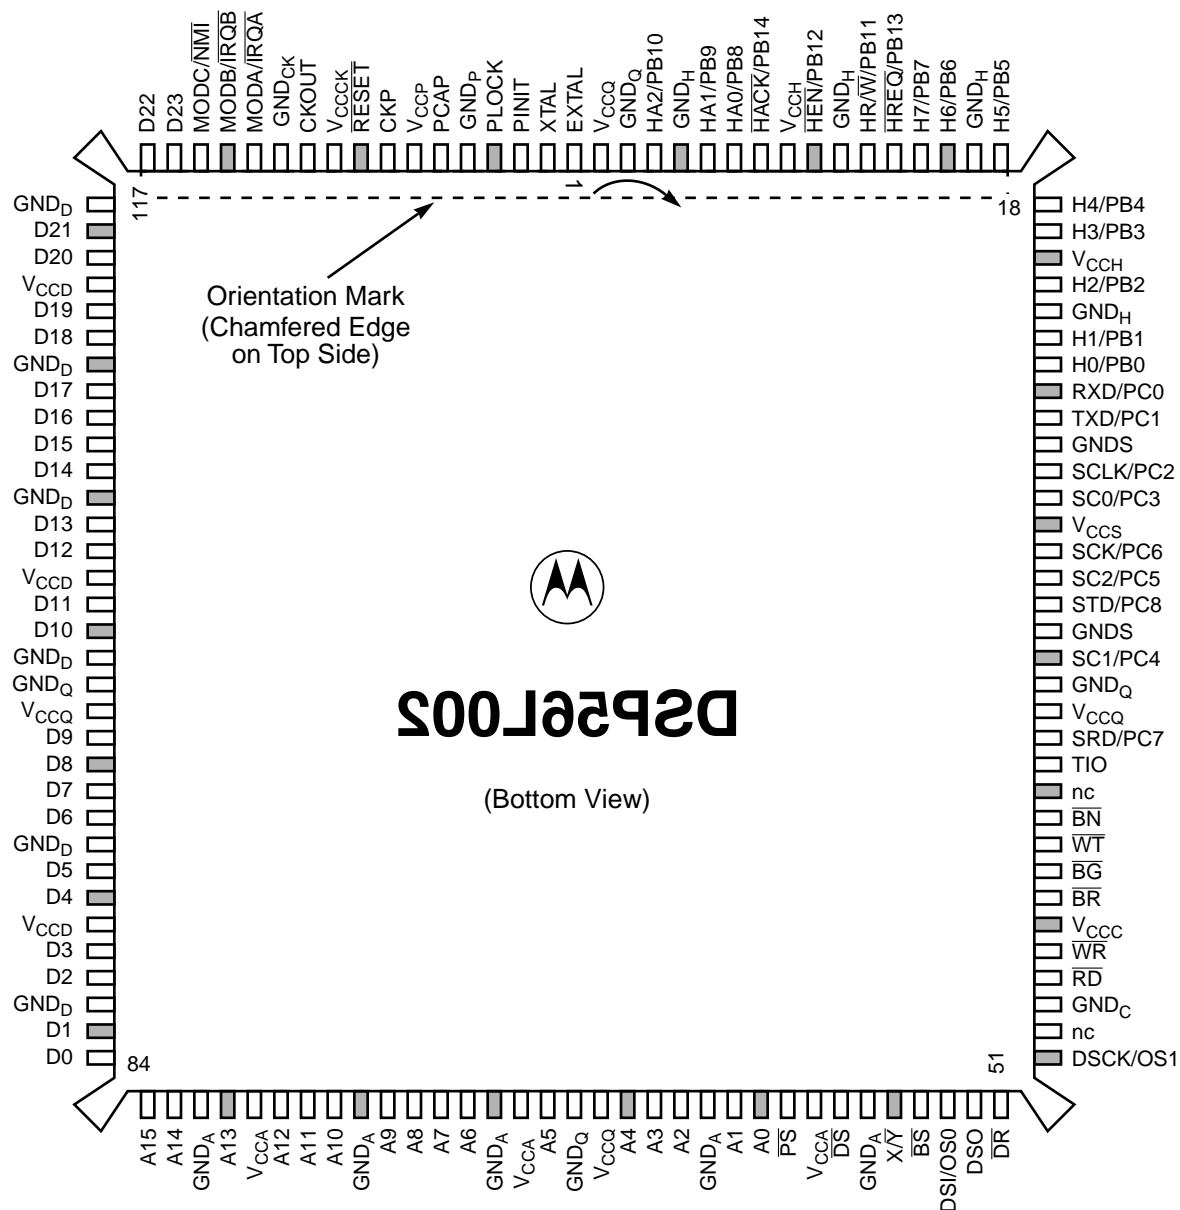 D22
D23
MODC/NMI
MODB/IRQB
MODA/IRQA
GNDCK
CKOUT
VCCCK
RESET
CKP
VCCP
PCAP
GNDP
PLOCK
PINIT
XTAL
EXTAL
VCCQ
GNDQ
HA2/PB10
GNDH
HA1/PB9
HA0/PB8
HACK/PB14
VCCH
HEN/PB12
GNDH
HR/W/PB11
HREQ/PB13
H7/PB7
H6/PB6
GNDH
H5/PB5
117
1
18
GNDD
D21
D20
VCCD
D19
D18
GNDD
D17
D16
D15
D14
GNDD
D13
D12
VCCD
D11
D10
GNDD
GNDQ
VCCQ
D9
D8
D7
D6
GNDD
D5
D4
VCCD
D3
D2
GNDD
D1
D0
Orientation Mark
(Chamfered Edge
on Top Side)
DSP56L002
(Bottom View)
H4/PB4
H3/PB3
VCCH
H2/PB2
GNDH
H1/PB1
H0/PB0
RXD/PC0
TXD/PC1
GNDS
SCLK/PC2
SC0/PC3
VCCS
SCK/PC6
SC2/PC5
STD/PC8
GNDS
SC1/PC4
GNDQ
VCCQ
SRD/PC7
TIO
nc
BN
WT
BG
BR
VCCC
WR
RD
GNDC
nc
DSCK/OS1
84
51
A15
A14
GNDA
A13
VCCA
A12
A11
A10
GNDA
A9
A8
A7
A6
GNDA
VCCA
A5
GNDQ
VCCQ
A4
A3
A2
GNDA
A1
A0
PS
VCCA
DS
GNDA
X/Y
BS
DSI/OS0
DSO
DR